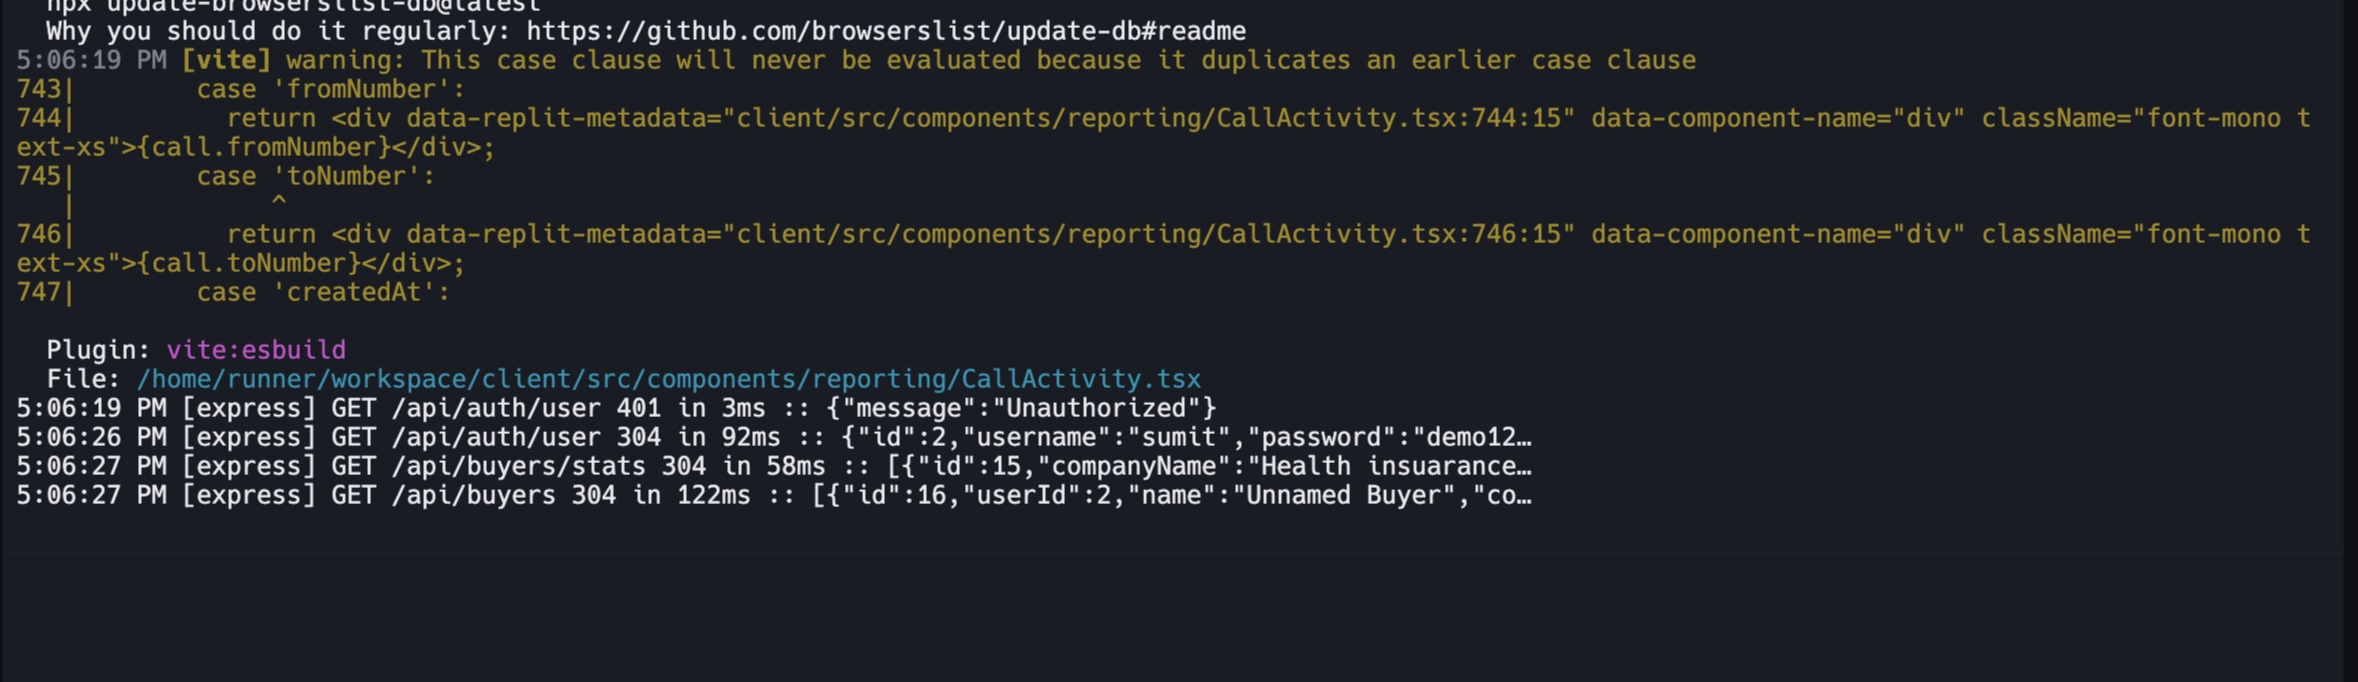 npx update-browserslist-db@latest
Why you should do it regularly: https://github.com/browserslist/update-db#readme
5:06:19 PM [vite] warning: This case clause will never be evaluated because it duplicates an earlier case clause
743|        case 'fromNumber':
744|          return <div data-replit-metadata="client/src/components/reporting/CallActivity.tsx:744:15" data-component-name="div" className="font-mono t
ext-xs">{call.fromNumber}</div>;
745|        case 'toNumber':
   |             ^
746|          return <div data-replit-metadata="client/src/components/reporting/CallActivity.tsx:746:15" data-component-name="div" className="font-mono t
ext-xs">{call.toNumber}</div>;
747|        case 'createdAt':
Plugin: vite:esbuild
File: /home/runner/workspace/client/src/components/reporting/CallActivity.tsx
5:06:19 PM [express] GET /api/auth/user 401 in 3ms :: {"message":"Unauthorized"}
5:06:26 PM [express] GET /api/auth/user 304 in 92ms :: {"id":2,"username":"sumit","password":"demo12…
5:06:27 PM [express] GET /api/buyers/stats 304 in 58ms :: [{"id":15,"companyName":"Health insuarance…
5:06:27 PM [express] GET /api/buyers 304 in 122ms :: [{"id":16,"userId":2,"name":"Unnamed Buyer","co…